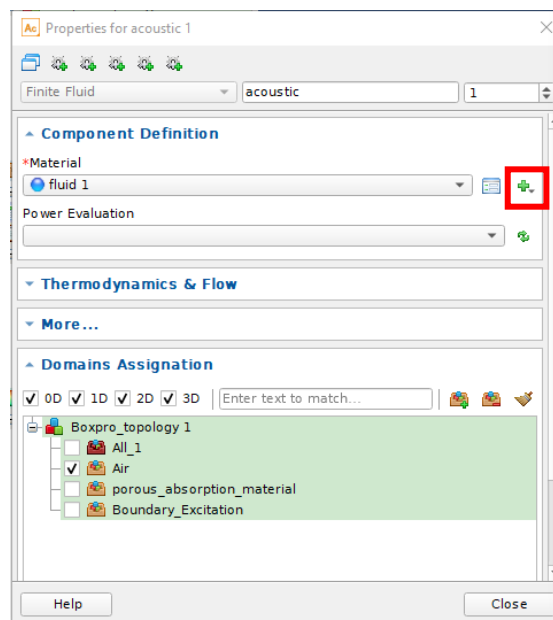 Ac Properties for acoustic 1
Finite Fluid acoustic 1
Component Definition
*Material
fluid 1
Power Evaluation
Thermodynamics & Flow
More...
Domains Assignation
0D 1D 2D 3D Enter text to match...
Boxpro_topology 1
All_1
Air
porous_absorption_material
Boundary_Excitation
Help Close